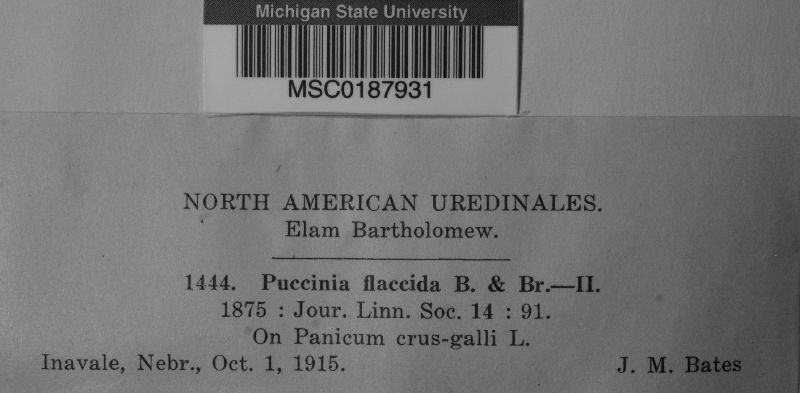 Michigan State University
MSC0187931
NORTH AMERICAN UREDINALES.
Elam Bartholomew.
1444. Puccinia flaccida B. & Br.—II.
1875 : Jour. Linn. Soc. 14 : 91.
On Panicum crus-galli L.
Inavale, Nebr., Oct. 1, 1915. J. M. Bates